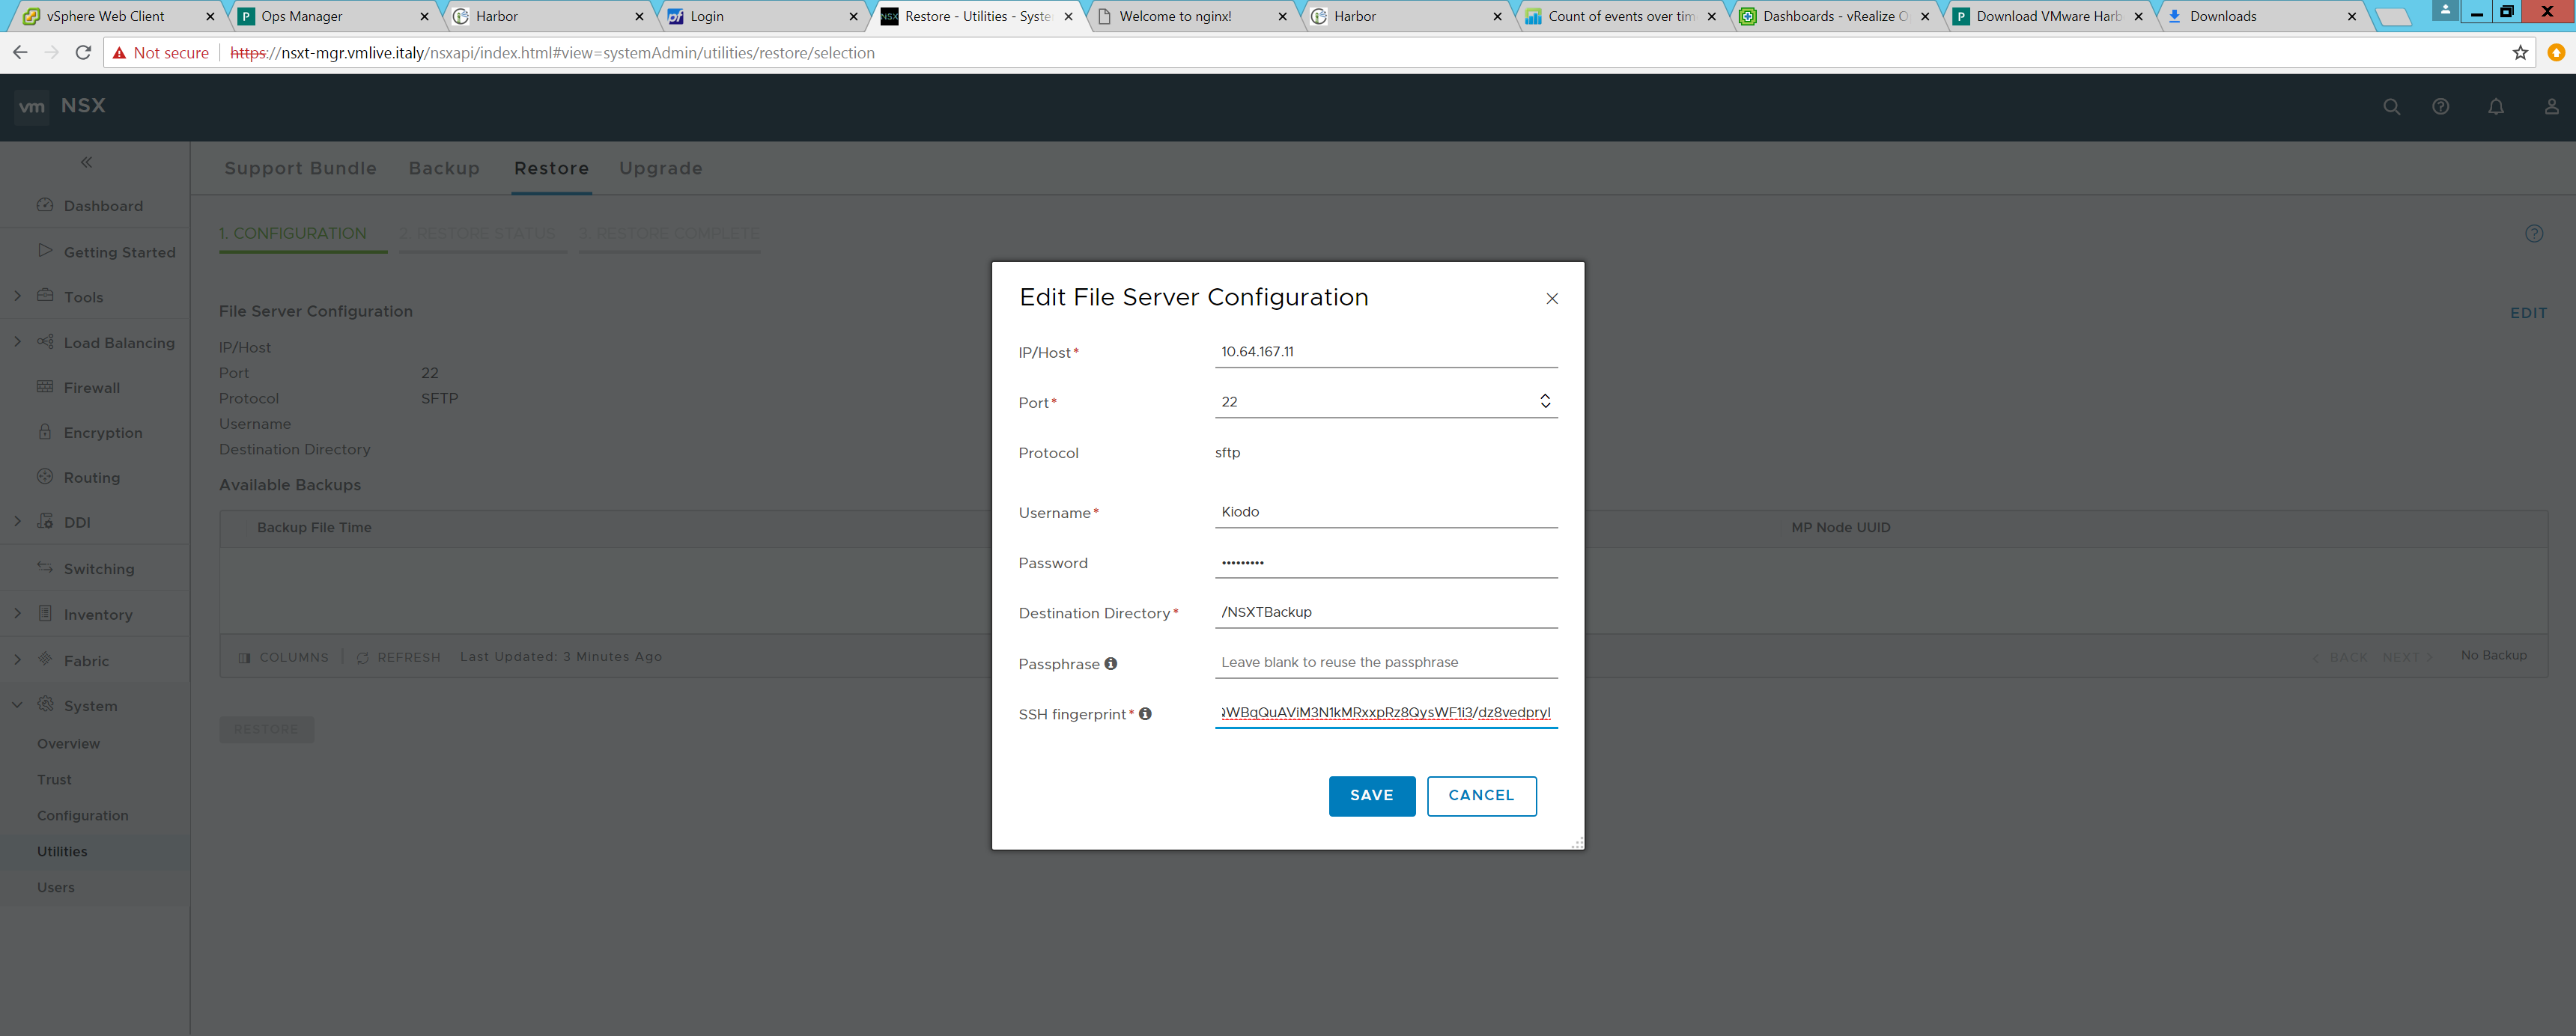 vSphere Web Client
Ops Manager
Harbor
Login
Restore - Utilities - Syste
Welcome to nginx!
Harbor
Count of events over tim
Dashboards - vRealize O
Download VMware Harb
Downloads
Not secure https://nsxt-mgr.vmlive.italy/nsxapi/index.html#view=systemAdmin/utilities/restore/selection
vm NSX
Support Bundle Backup Restore Upgrade
Dashboard
Getting Started
Tools
Load Balancing
Firewall
Encryption
Routing
DDI
Switching
Inventory
Fabric
System
Overview
Trust
Configuration
Utilities
Users
1. CONFIGURATION 2. RESTORE STATUS 3. RESTORE COMPLETE
File Server Configuration
EDIT
IP/Host
Port 22
Protocol SFTP
Username
Destination Directory
Available Backups
Backup File Time MP Node UUID
COLUMNS REFRESH Last Updated: 3 Minutes Ago
BACK NEXT No Backup
RESTORE
Edit File Server Configuration
IP/Host* 10.64.167.11
Port* 22
Protocol sftp
Username* Kiodo
Password •••••••••
Destination Directory* /NSXTBackup
Passphrase Leave blank to reuse the passphrase
SSH fingerprint* WBqQuAViM3N1kMRxxpRz8QysWF1i3/dz8vedpryI
SAVE CANCEL